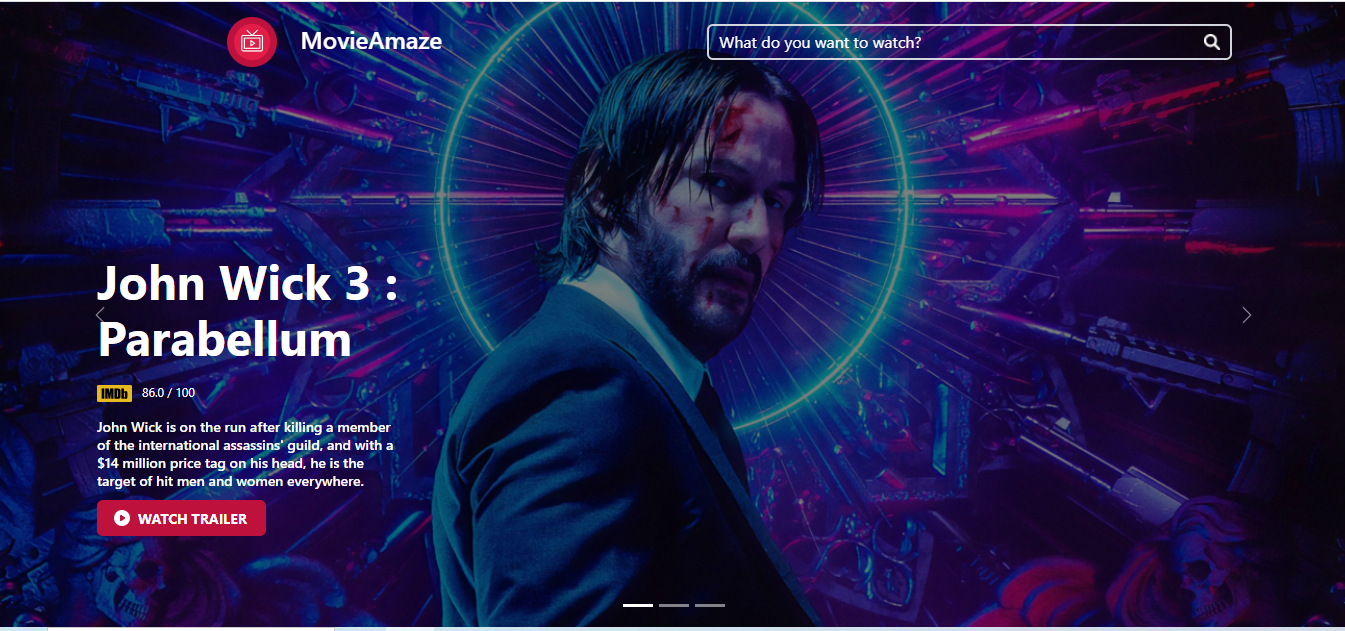 MovieAmaze
What do you want to watch?
John Wick 3 :
Parabellum
IMDb 86.0 / 100
John Wick is on the run after killing a member
of the international assassins' guild, and with a
$14 million price tag on his head, he is the
target of hit men and women everywhere.
WATCH TRAILER